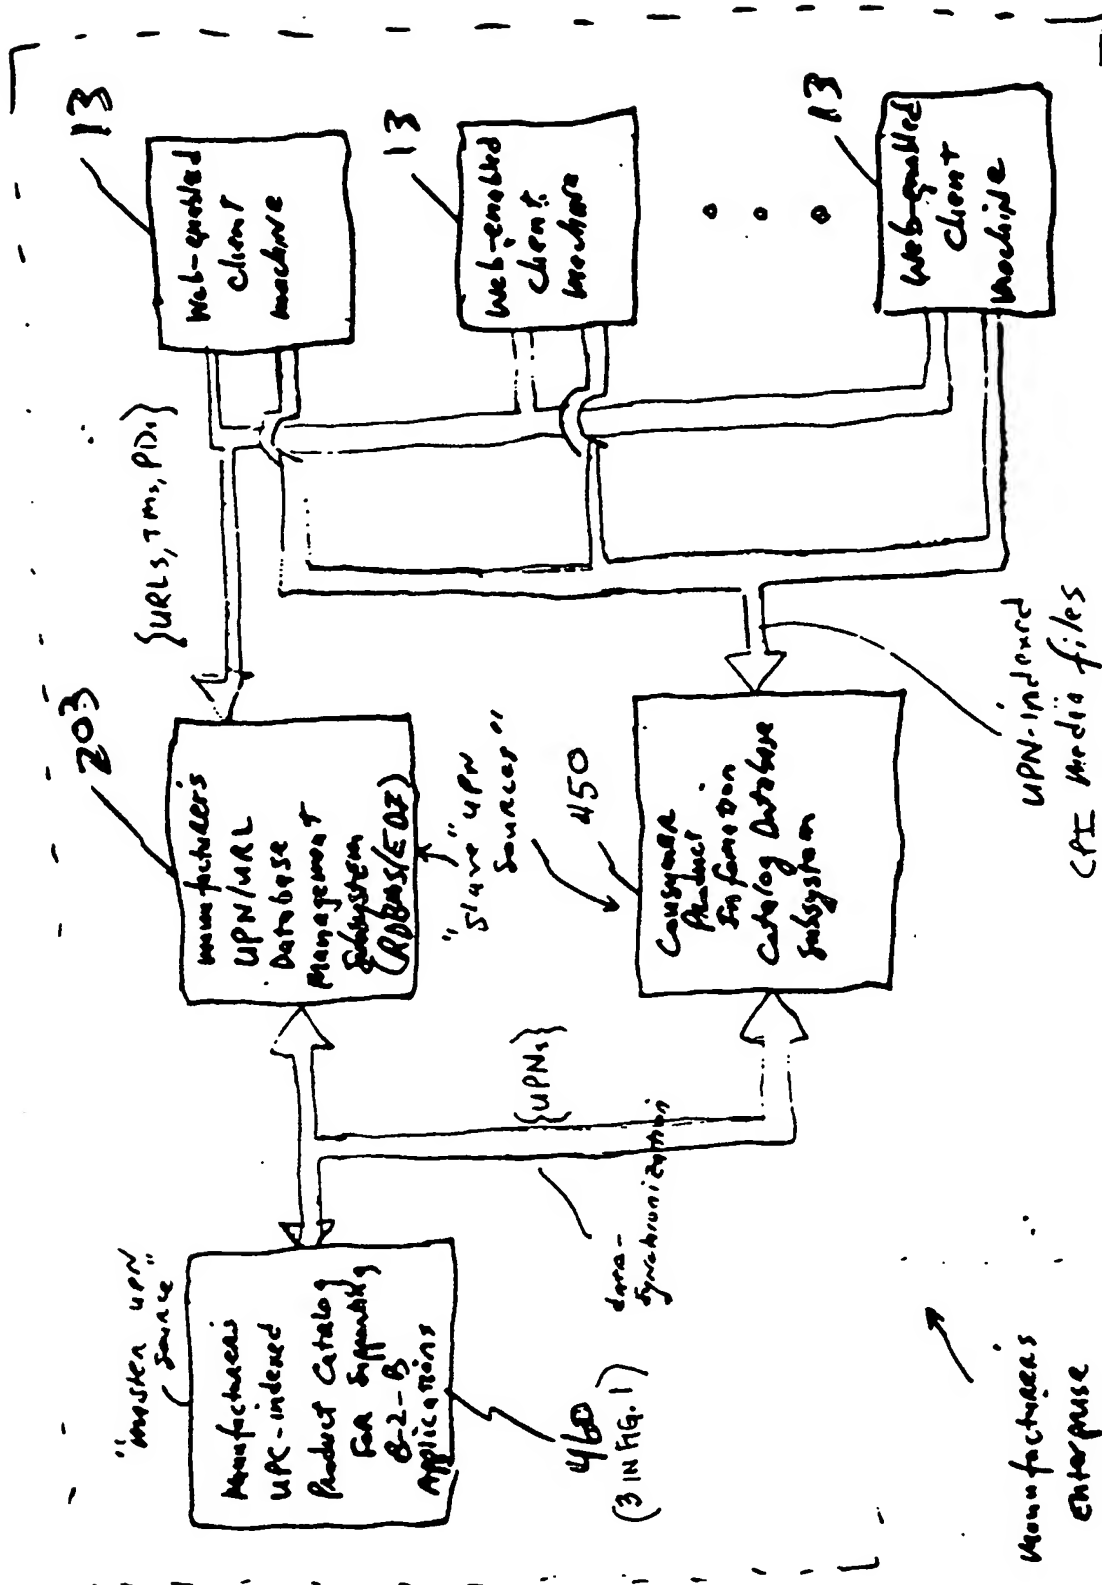 "master UPN
source"
Manufacturers
UPC-indexed
Product Catalog
For Supporting
B-2-B
Applications
460
(3 IN FIG. 1)
data-
synchronization
{UPNs}
203
manufacturers
UPN/URL
Database
Management
Subsystem
(RDBMS/EDI)
"Slave" UPN
Sources"
450
Consumer
Product
Information
Catalog Database
Subsystem
{URLs, TMs, PDs}
13
Web-enabled
Client
machine
13
Web-enabled
Client
machine
13
Web-enabled
Client
machine
UPN-indexed
CPI media files
Manufacturers
Enterprise